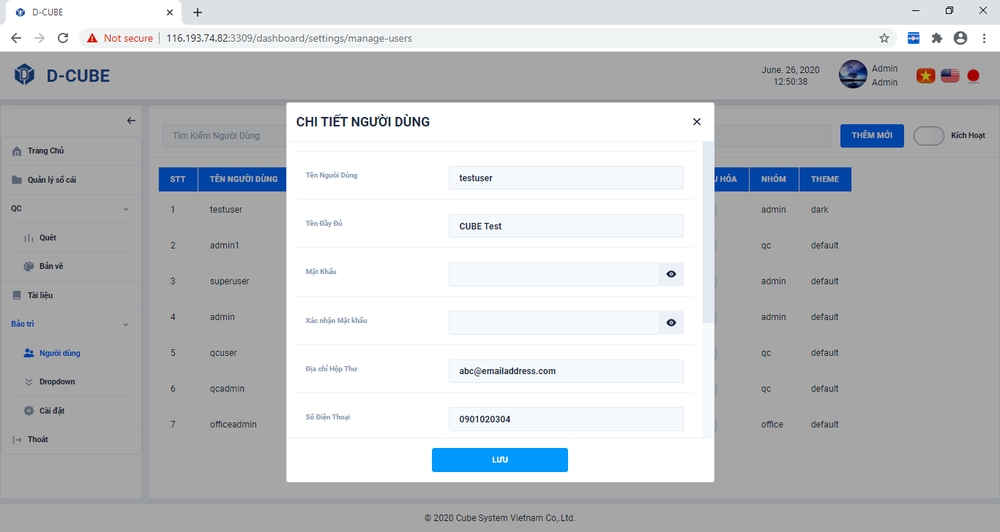 D-CUBE
Not secure
116.193.74.82:3309/dashboard/settings/manage-users
D-CUBE
June. 26, 2020
12:50:38
Admin
Admin
Trang Chủ
Quản lý sổ cái
QC
Quét
Bản vẽ
Tài liệu
Bảo trì
Người dùng
Dropdown
Cài đặt
Thoát
Tìm Kiếm Người Dùng
THÊM MỚI
Kích Hoạt
STT TÊN NGƯỜI DÙNG HÓA NHÓM THEME
1 testuser admin dark
2 admin1 qc default
3 superuser admin default
4 admin admin default
5 qcuser qc default
6 qcadmin qc default
7 officeadmin office default
CHI TIẾT NGƯỜI DÙNG
Tên Người Dùng testuser
Tên Đầy Đủ CUBE Test
Mật Khẩu
Xác nhận Mật khẩu
Địa chỉ Hộp Thư abc@emailaddress.com
Số Điện Thoại 0901020304
LƯU
© 2020 Cube System Vietnam Co,.Ltd.